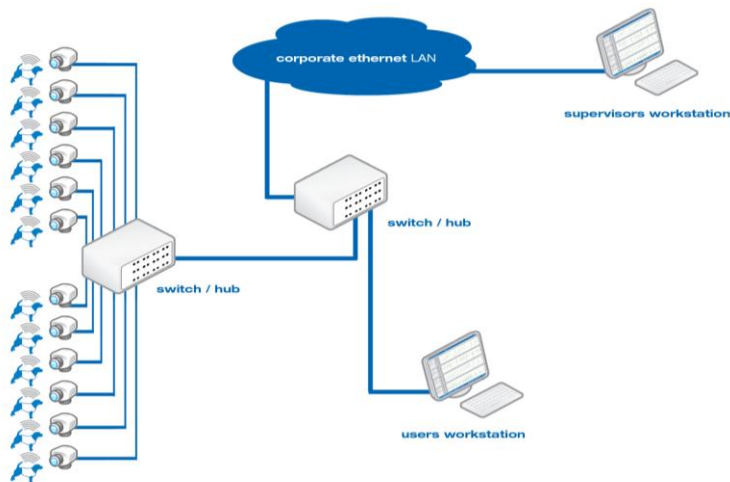 corporate ethernet LAN
supervisors workstation
switch / hub
switch / hub
users workstation